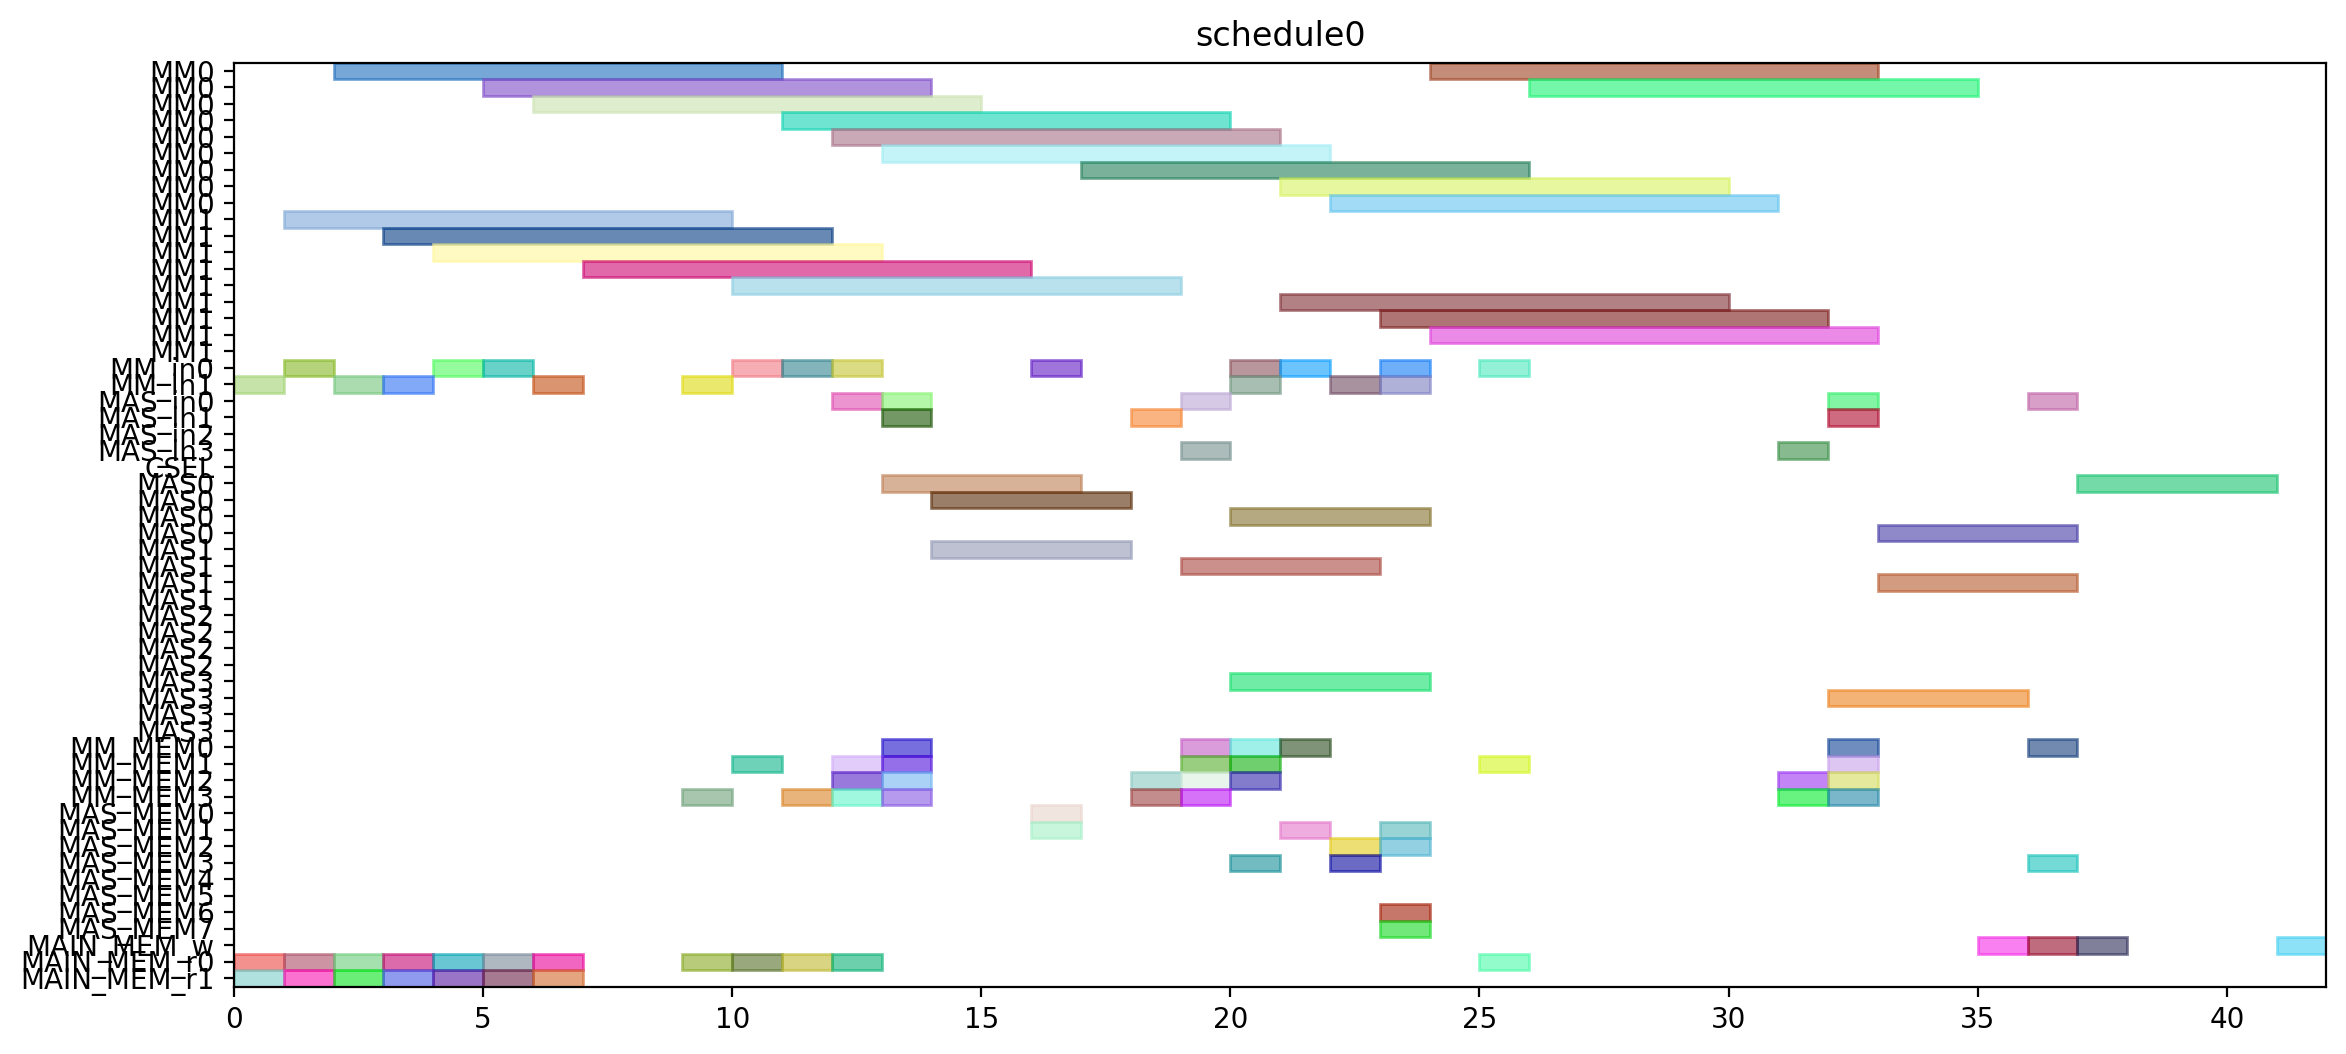 schedule0
MM0
MM0
MM0
MM0
MM0
MM0
MM0
MM0
MM0
MM1
MM1
MM1
MM1
MM1
MM1
MM1
MM1
MM1
MM_in0
MM_in1
MAS_in0
MAS_in1
MAS_in2
MAS_in3
CSEL
MAS0
MAS0
MAS0
MAS0
MAS1
MAS1
MAS1
MAS1
MAS2
MAS2
MAS2
MAS2
MAS3
MAS3
MAS3
MAS3
MM_MEM0
MM_MEM1
MM_MEM2
MM_MEM3
MAS_MEM0
MAS_MEM1
MAS_MEM2
MAS_MEM3
MAS_MEM4
MAS_MEM5
MAS_MEM6
MAS_MEM7
MAIN_MEM_w
MAIN_MEM_r0
MAIN_MEM_r1
0 5 10 15 20 25 30 35 40